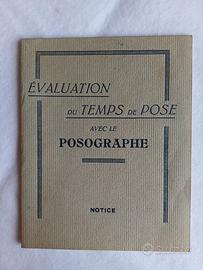 ÉVALUATION
DU TEMPS DE POSE
AVEC LE
POSOGRAPHE
NOTICE